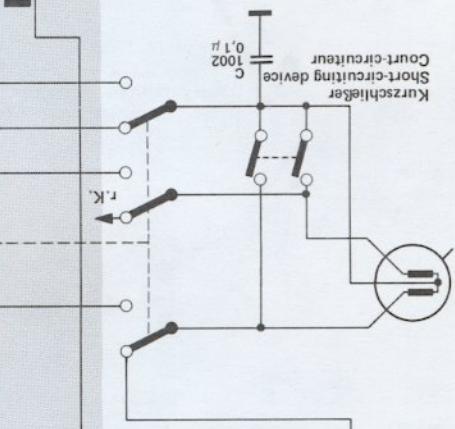 Kurzschließer
Short-circuiting device
Court-circuiteur
C
1002
0,1 µ
r.K.